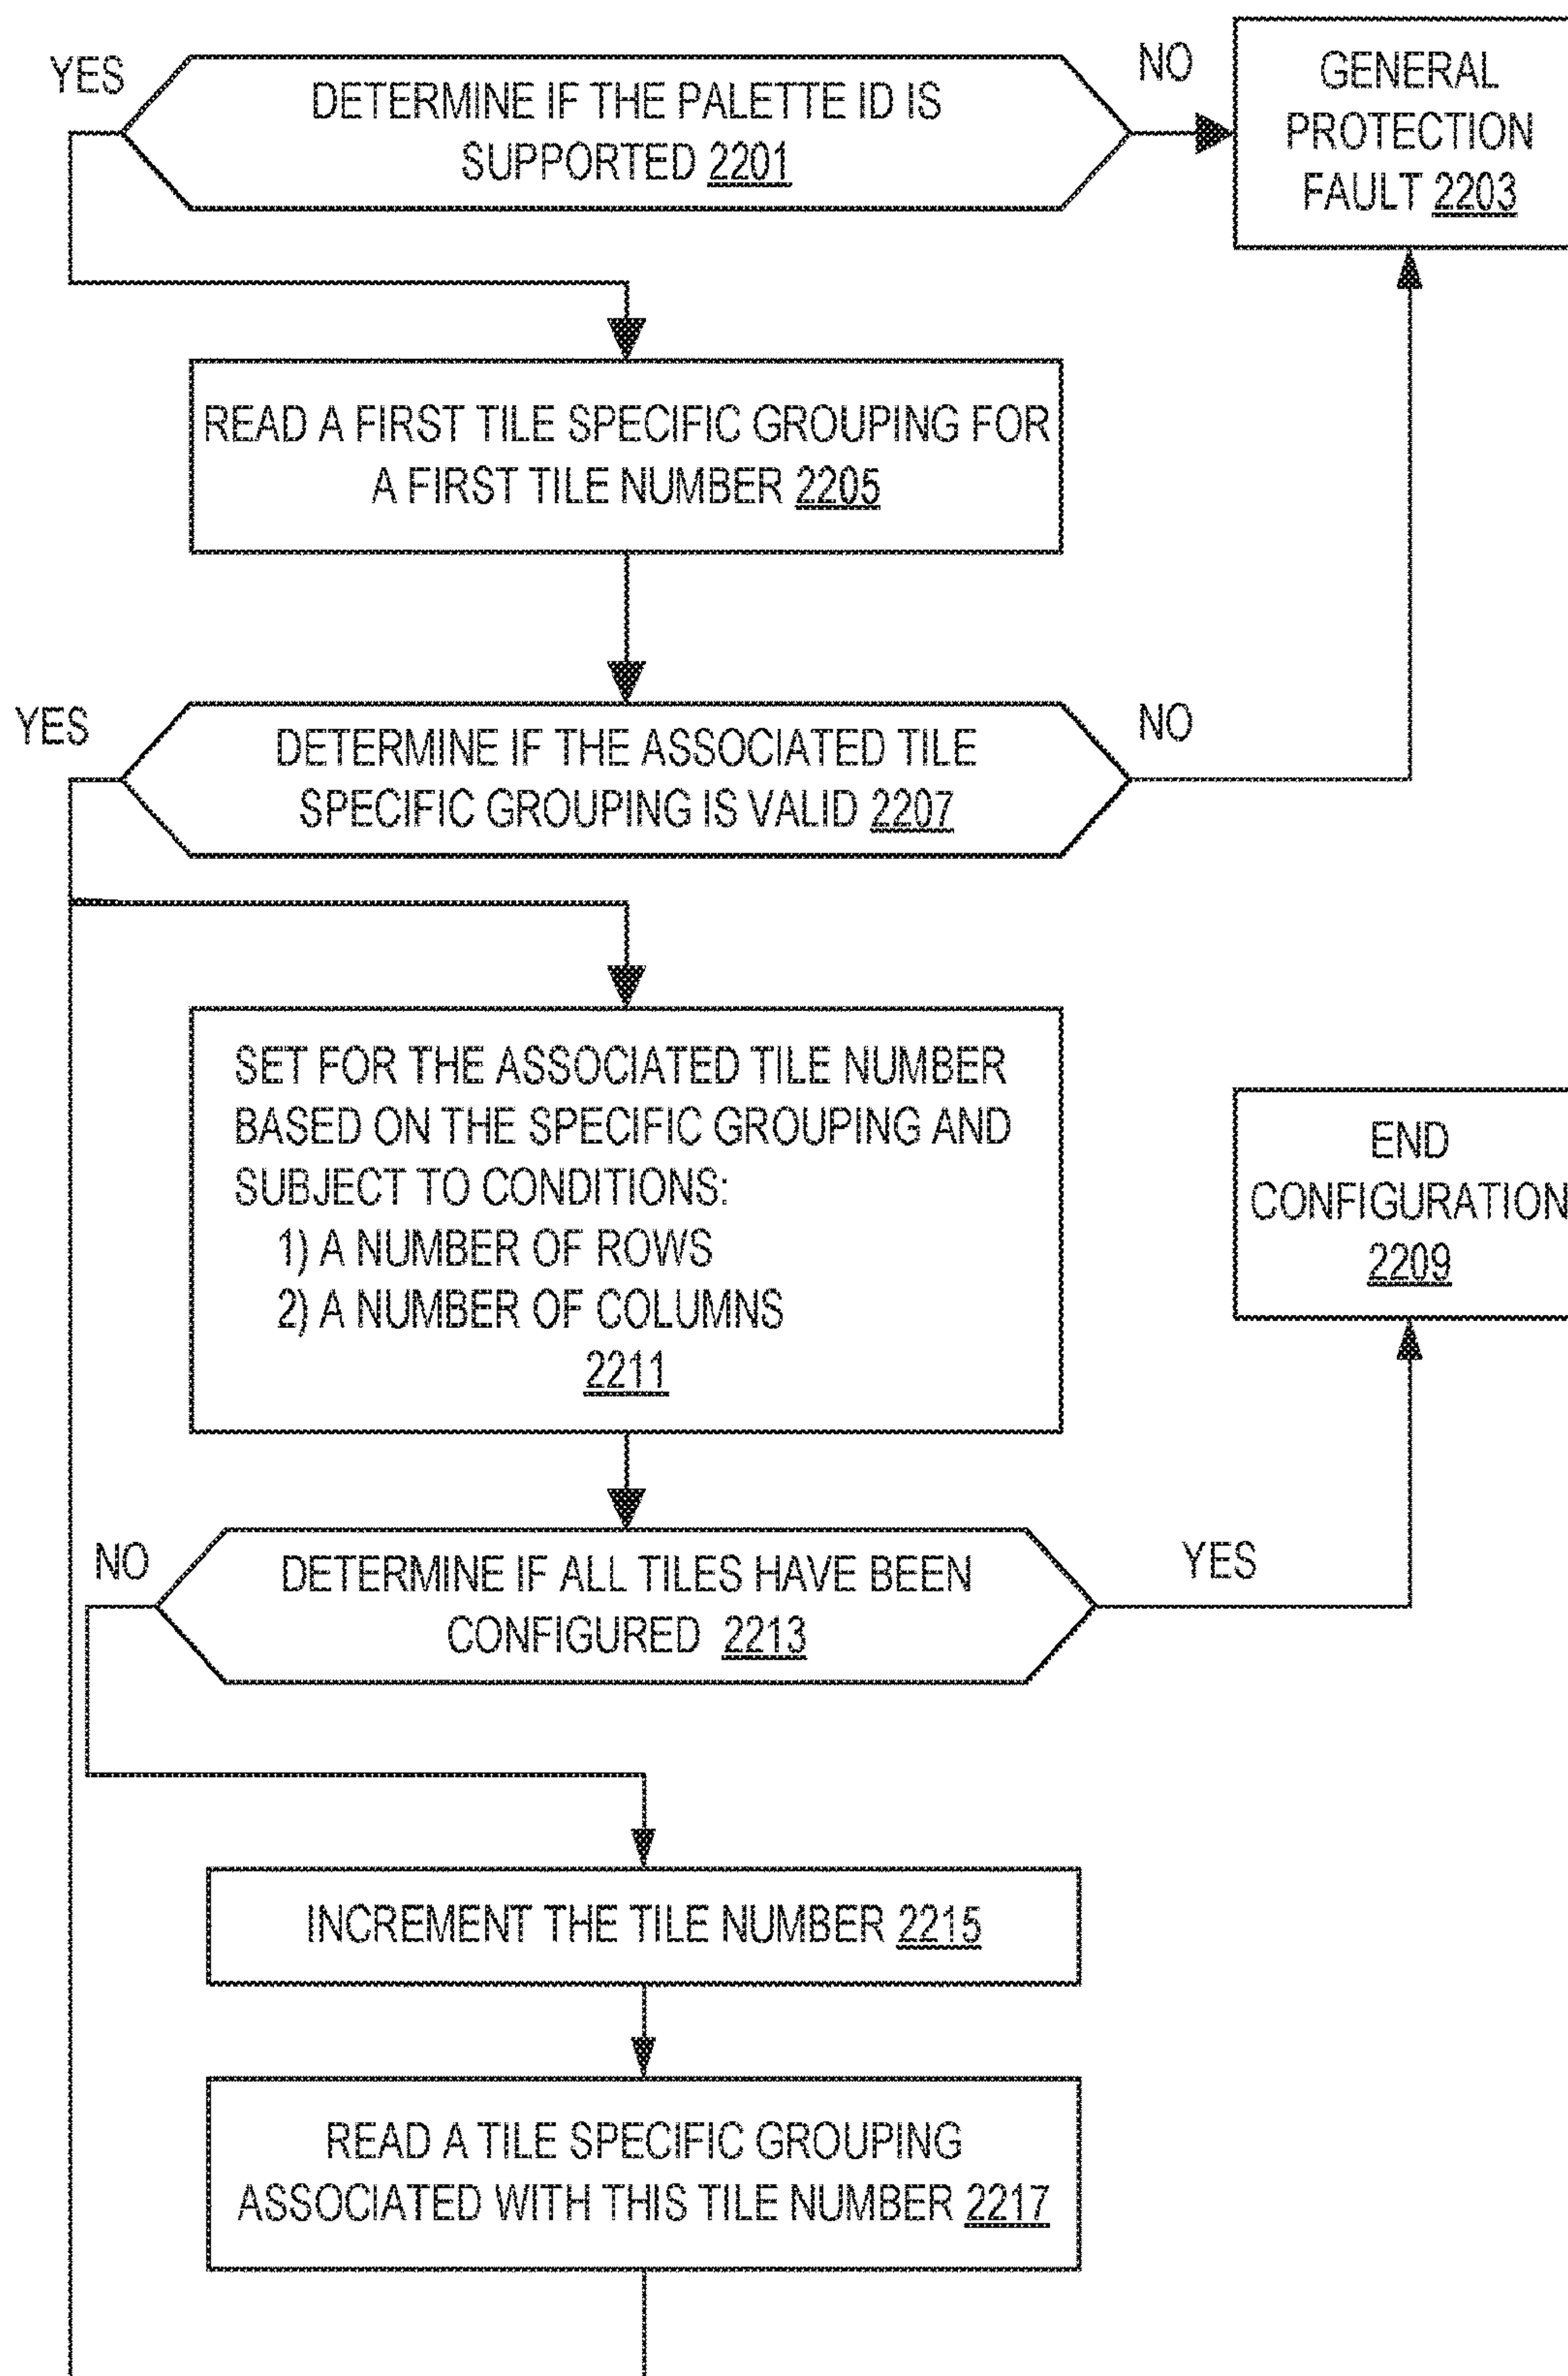 YES
DETERMINE IF THE PALETTE ID IS
SUPPORTED 2201
NO
GENERAL
PROTECTION
FAULT 2203
READ A FIRST TILE SPECIFIC GROUPING FOR
A FIRST TILE NUMBER 2205
YES
DETERMINE IF THE ASSOCIATED TILE
SPECIFIC GROUPING IS VALID 2207
NO
SET FOR THE ASSOCIATED TILE NUMBER
BASED ON THE SPECIFIC GROUPING AND
SUBJECT TO CONDITIONS:
1) A NUMBER OF ROWS
2) A NUMBER OF COLUMNS
2211
END
CONFIGURATION
2209
NO
DETERMINE IF ALL TILES HAVE BEEN
CONFIGURED 2213
YES
INCREMENT THE TILE NUMBER 2215
READ A TILE SPECIFIC GROUPING
ASSOCIATED WITH THIS TILE NUMBER 2217